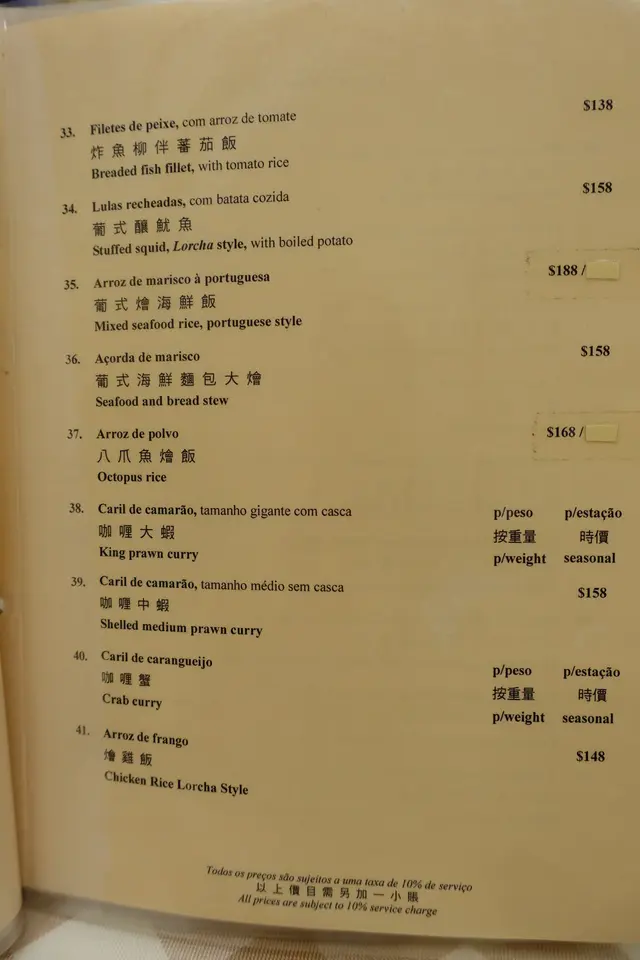 33. Filetes de peixe, com arroz de tomate $138
炸魚柳伴蕃茄飯
Breaded fish fillet, with tomato rice
34. Lulas recheadas, com batata cozida $158
葡式釀魷魚
Stuffed squid, Lorcha style, with boiled potato
35. Arroz de marisco à portuguesa $188 /
葡式燴海鮮飯
Mixed seafood rice, portuguese style
36. Açorda de marisco $158
葡式海鮮麵包大燴
Seafood and bread stew
37. Arroz de polvo $168 /
八爪魚燴飯
Octopus rice
38. Caril de camarão, tamanho gigante com casca p/peso p/estação
咖喱大蝦 按重量 時價
King prawn curry p/weight seasonal
39. Caril de camarão, tamanho médio sem casca $158
咖喱中蝦
Shelled medium prawn curry
40. Caril de carangueijo p/peso p/estação
咖喱蟹 按重量 時價
Crab curry p/weight seasonal
41. Arroz de frango $148
燴雞飯
Chicken Rice Lorcha Style
Todos os preços são sujeitos a uma taxa de 10% de serviço
以上價目需另加一小賬
All prices are subject to 10% service charge